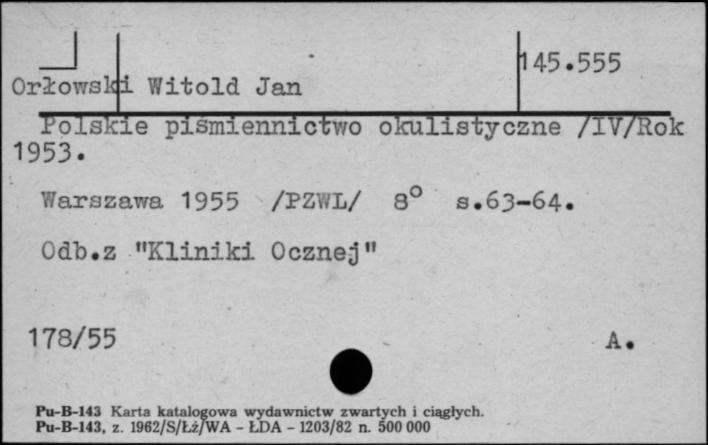 145.555
Orłowski Witold Jan
Polskie piśmiennictwo okulistyczne /IV/Rok
1953.
Warszawa 1955 /PZWL/ 8° s.63-64.
Odb.z "Kliniki Ocznej"
178/55 A.
Pu-B-143 Karta katalogowa wydawnictw zwartych i ciągłych.
Pu-B-143, z. 1962/S/Łź/WA - ŁDA - 1203/82 n. 500 000